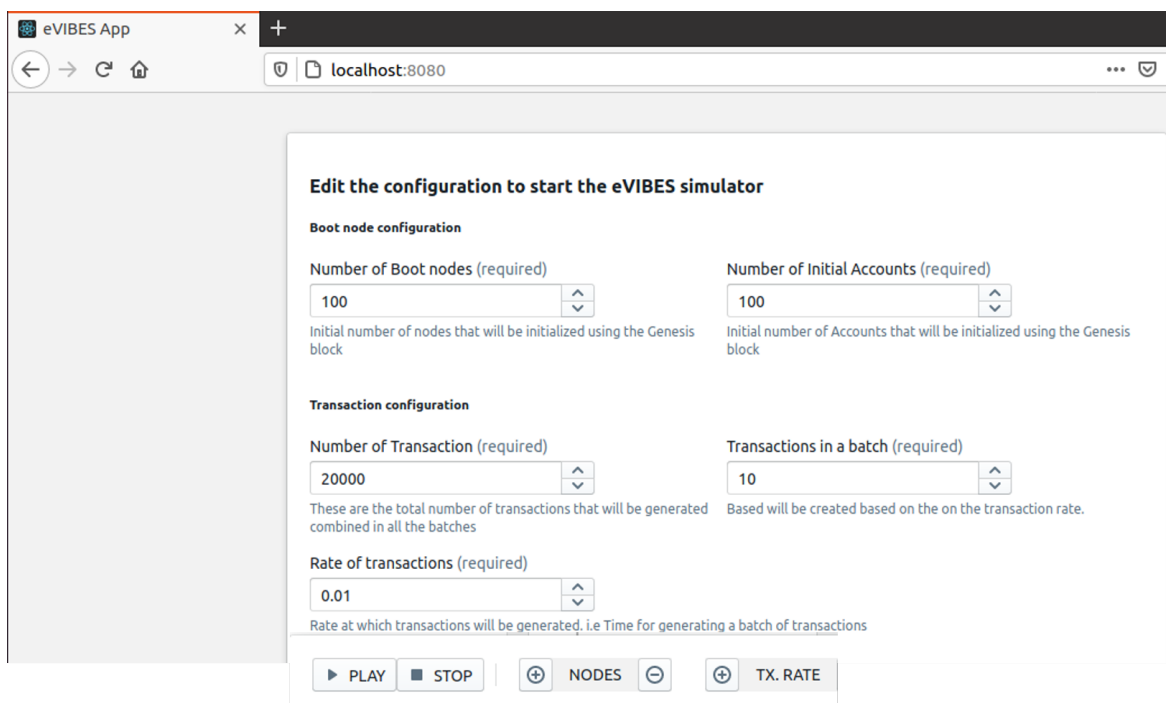 eVIBES App
localhost:8080
Edit the configuration to start the eVIBES simulator
Boot node configuration
Number of Boot nodes (required)
100
Initial number of nodes that will be initialized using the Genesis
block
Number of Initial Accounts (required)
100
Initial number of Accounts that will be initialized using the Genesis
block
Transaction configuration
Number of Transaction (required)
20000
These are the total number of transactions that will be generated
combined in all the batches
Transactions in a batch (required)
10
Based will be created based on the on the transaction rate.
Rate of transactions (required)
0.01
Rate at which transactions will be generated. i.e Time for generating a batch of transactions
PLAY STOP NODES TX. RATE